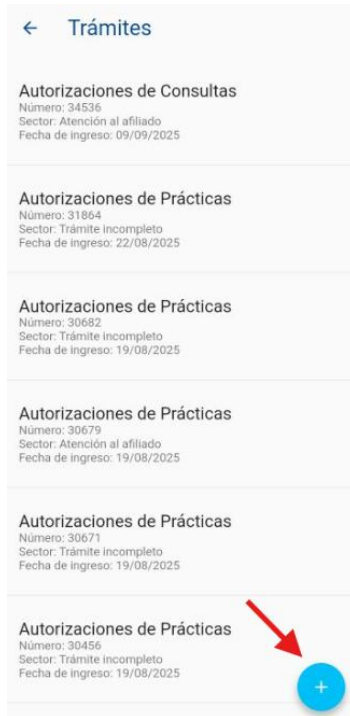 ← Trámites
Autorizaciones de Consultas
Número: 34536
Sector: Atención al afiliado
Fecha de ingreso: 09/09/2025
Autorizaciones de Prácticas
Número: 31864
Sector: Trámite incompleto
Fecha de ingreso: 22/08/2025
Autorizaciones de Prácticas
Número: 30682
Sector: Trámite incompleto
Fecha de ingreso: 19/08/2025
Autorizaciones de Prácticas
Número: 30679
Sector: Atención al afiliado
Fecha de ingreso: 19/08/2025
Autorizaciones de Prácticas
Número: 30671
Sector: Trámite incompleto
Fecha de ingreso: 19/08/2025
Autorizaciones de Prácticas
Número: 30456
Sector: Trámite incompleto
Fecha de ingreso: 19/08/2025
+